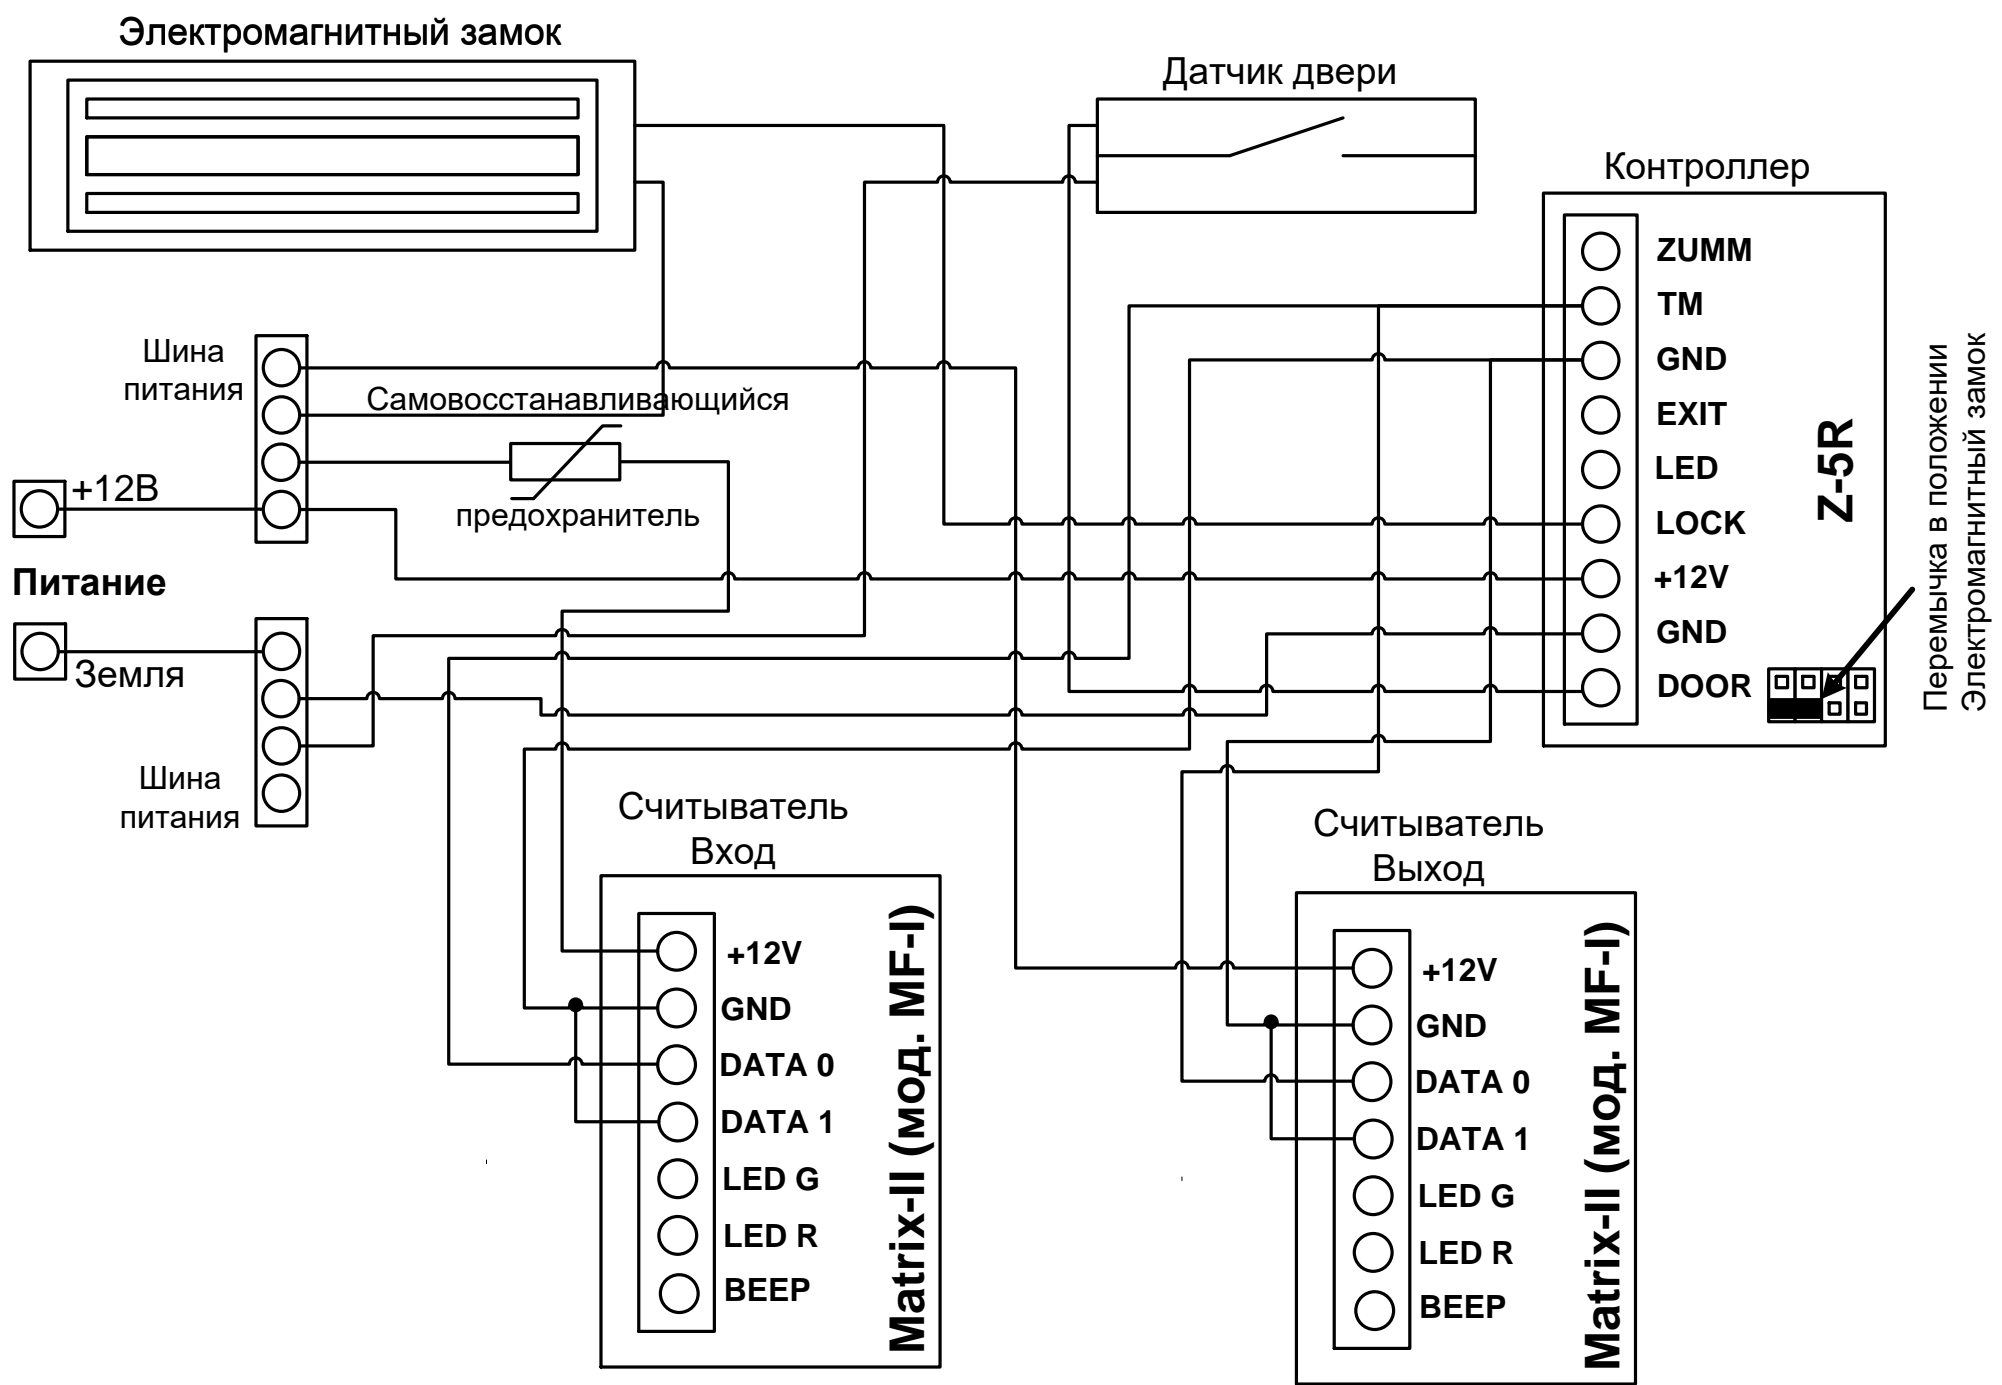 Электромагнитный замок
Датчик двери
Контроллер
ZUMM
TM
GND
EXIT
LED
LOCK
+12V
GND
DOOR
Z-5R
Перемычка в положении
Электромагнитный замок
Шина
питания
Самовосстанавливающийся
предохранитель
+12В
Питание
Земля
Шина
питания
Считыватель
Вход
+12V
GND
DATA 0
DATA 1
LED G
LED R
BEEP
Matrix-II (мод. MF-I)
Считыватель
Выход
+12V
GND
DATA 0
DATA 1
LED G
LED R
BEEP
Matrix-II (мод. MF-I)